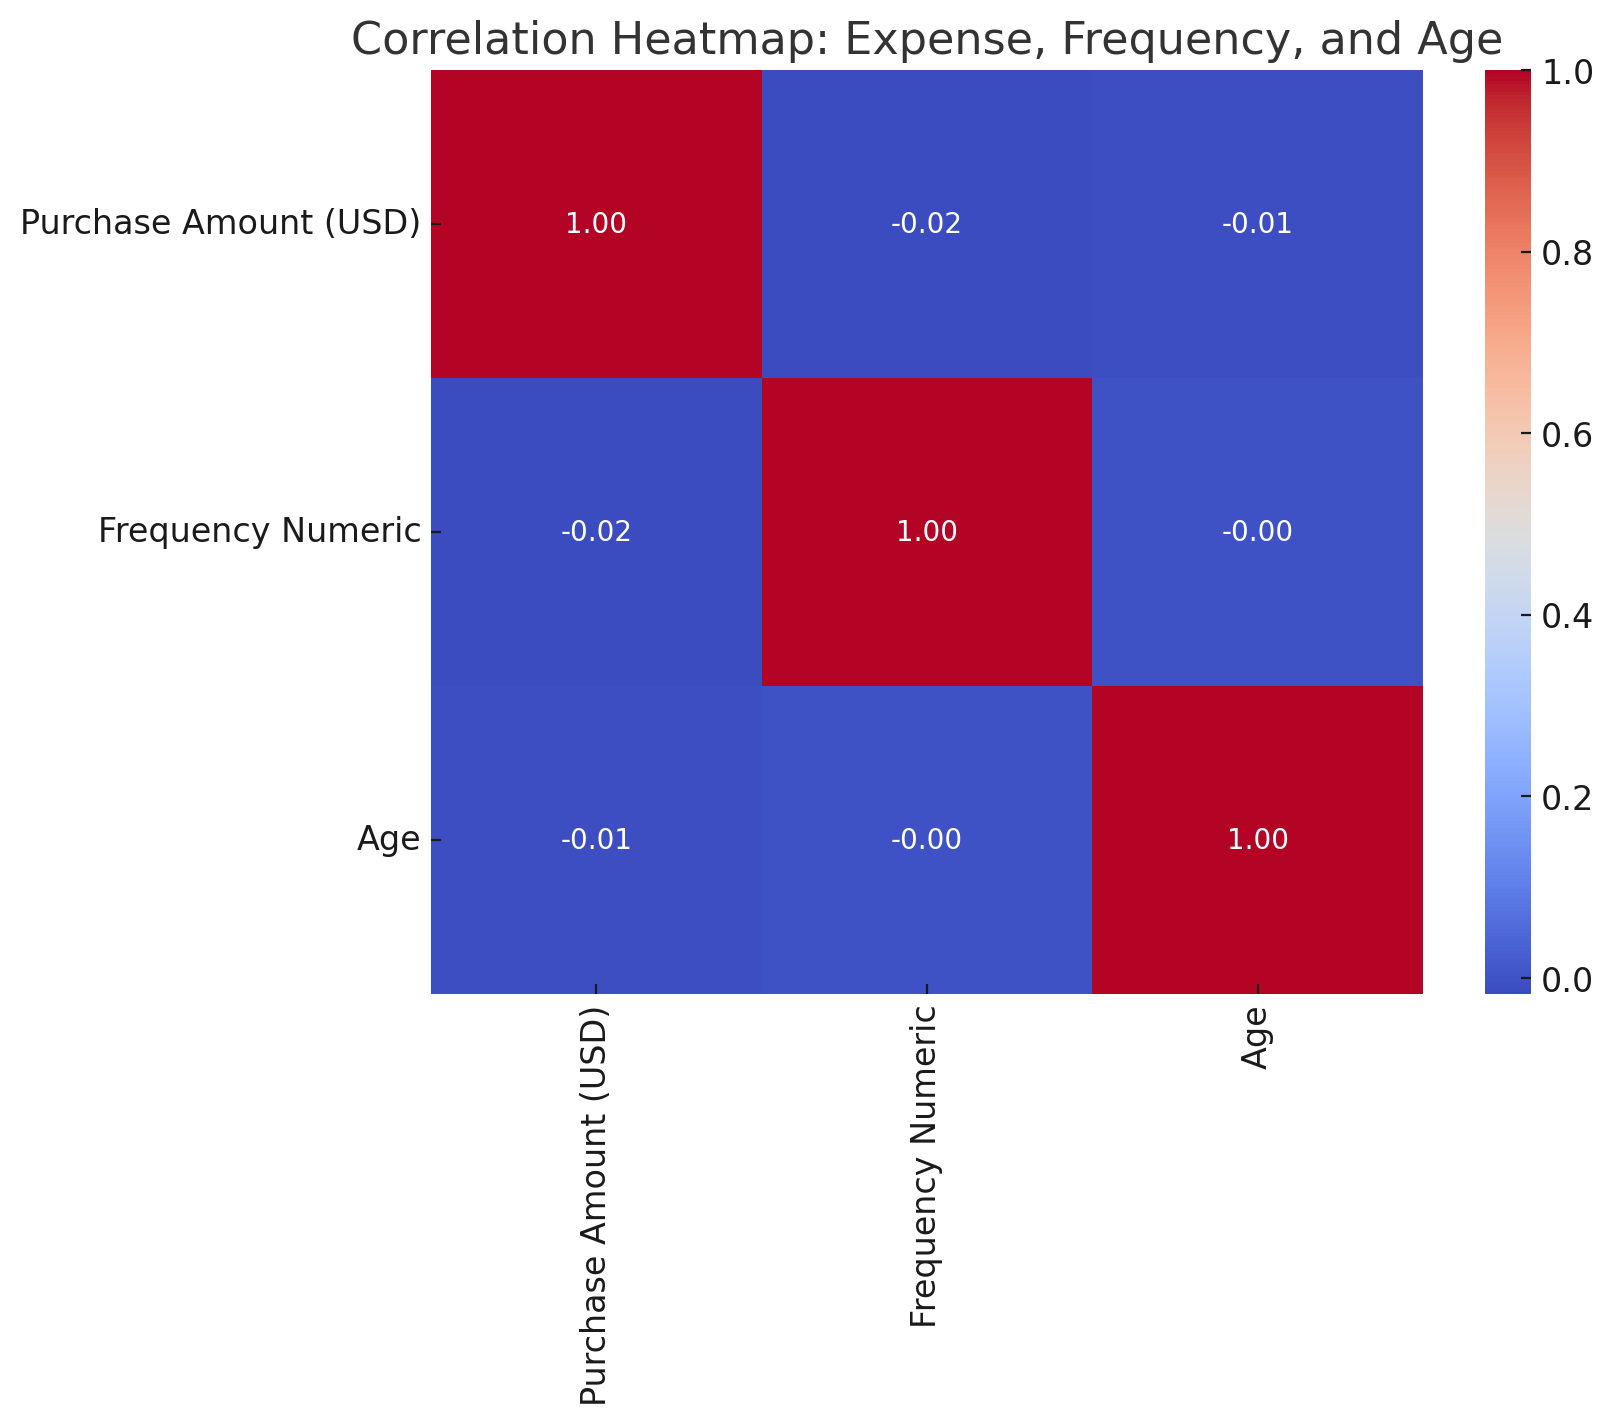 Correlation Heatmap: Expense, Frequency, and Age
Purchase Amount (USD)
1.00
-0.02
-0.01
Frequency Numeric
-0.02
1.00
-0.00
Age
-0.01
-0.00
1.00
Purchase Amount (USD)
Frequency Numeric
Age
1.0
0.8
0.6
0.4
0.2
0.0